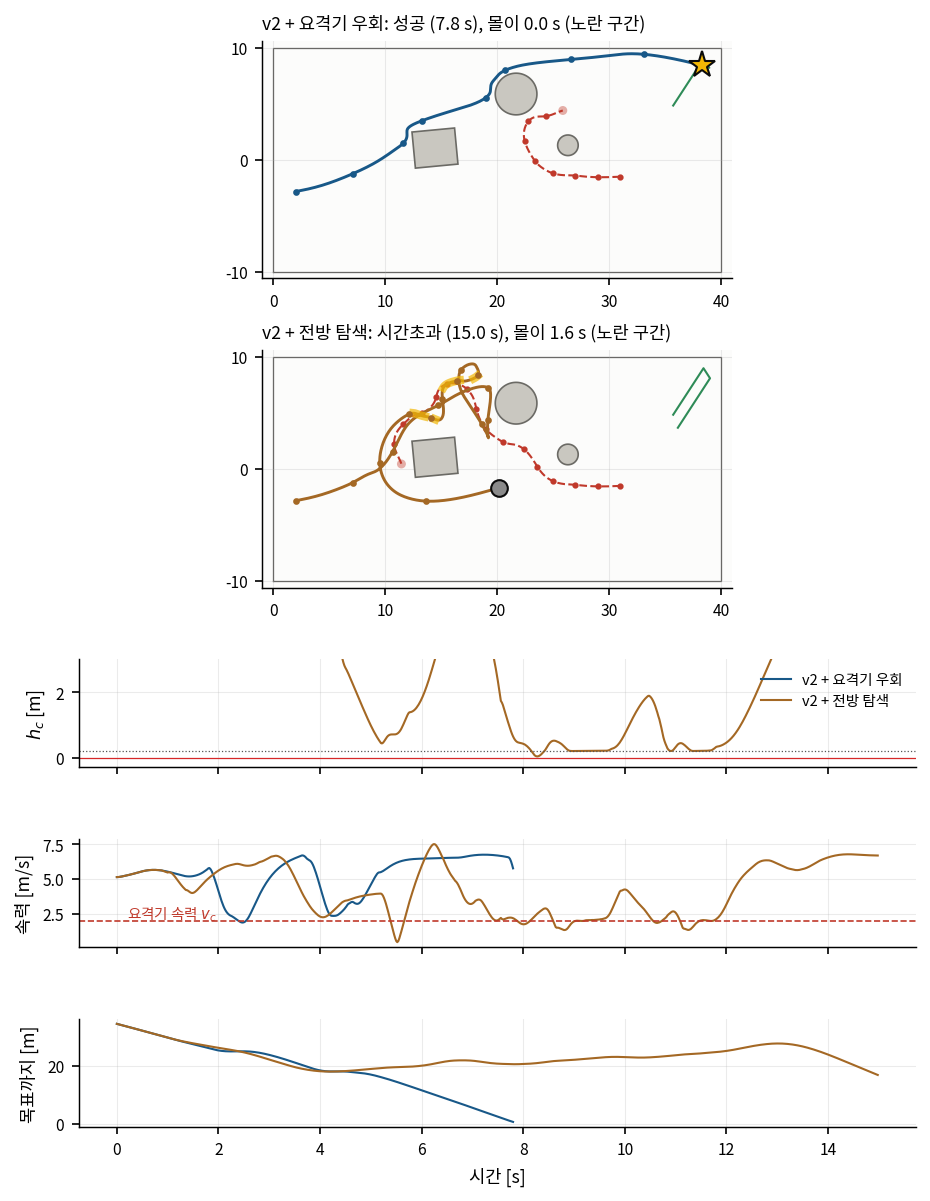 v2 + 요격기 우회: 성공 (7.8 s), 몰이 0.0 s (노란 구간)
10
0
-10
0 10 20 30 40
v2 + 전방 탐색: 시간초과 (15.0 s), 몰이 1.6 s (노란 구간)
10
0
-10
0 10 20 30 40
h_c [m]
2
0
v2 + 요격기 우회
v2 + 전방 탐색
속력 [m/s]
7.5
5.0
2.5
요격기 속력 v_c
목표까지 [m]
20
0
0 2 4 6 8 10 12 14
시간 [s]